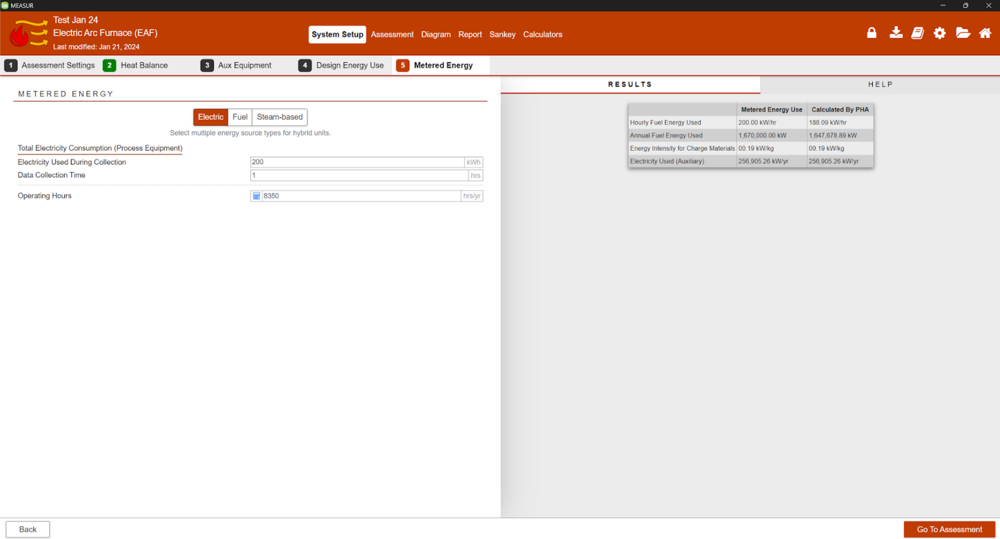 MEASUR
Test Jan 24
Electric Arc Furnace (EAF)
Last modified: Jan 21, 2024
System Setup Assessment Diagram Report Sankey Calculators
1 Assessment Settings 2 Heat Balance 3 Aux Equipment 4 Design Energy Use 5 Metered Energy
METERED ENERGY
Electric Fuel Steam-based
Select multiple energy source types for hybrid units.
Total Electricity Consumption (Process Equipment)
Electricity Used During Collection 200 kWh
Data Collection Time 1 hrs
Operating Hours 8350 hrs/yr
RESULTS HELP
Metered Energy Use Calculated By PHA
Hourly Fuel Energy Used 200.00 kW/hr 188.09 kW/hr
Annual Fuel Energy Used 1,670,000.00 kW 1,647,678.89 kW
Energy Intensity for Charge Materials 00.19 kW/kg 00.19 kW/kg
Electricity Used (Auxiliary) 256,905.26 kW/yr 256,905.26 kW/yr
Back Go To Assessment